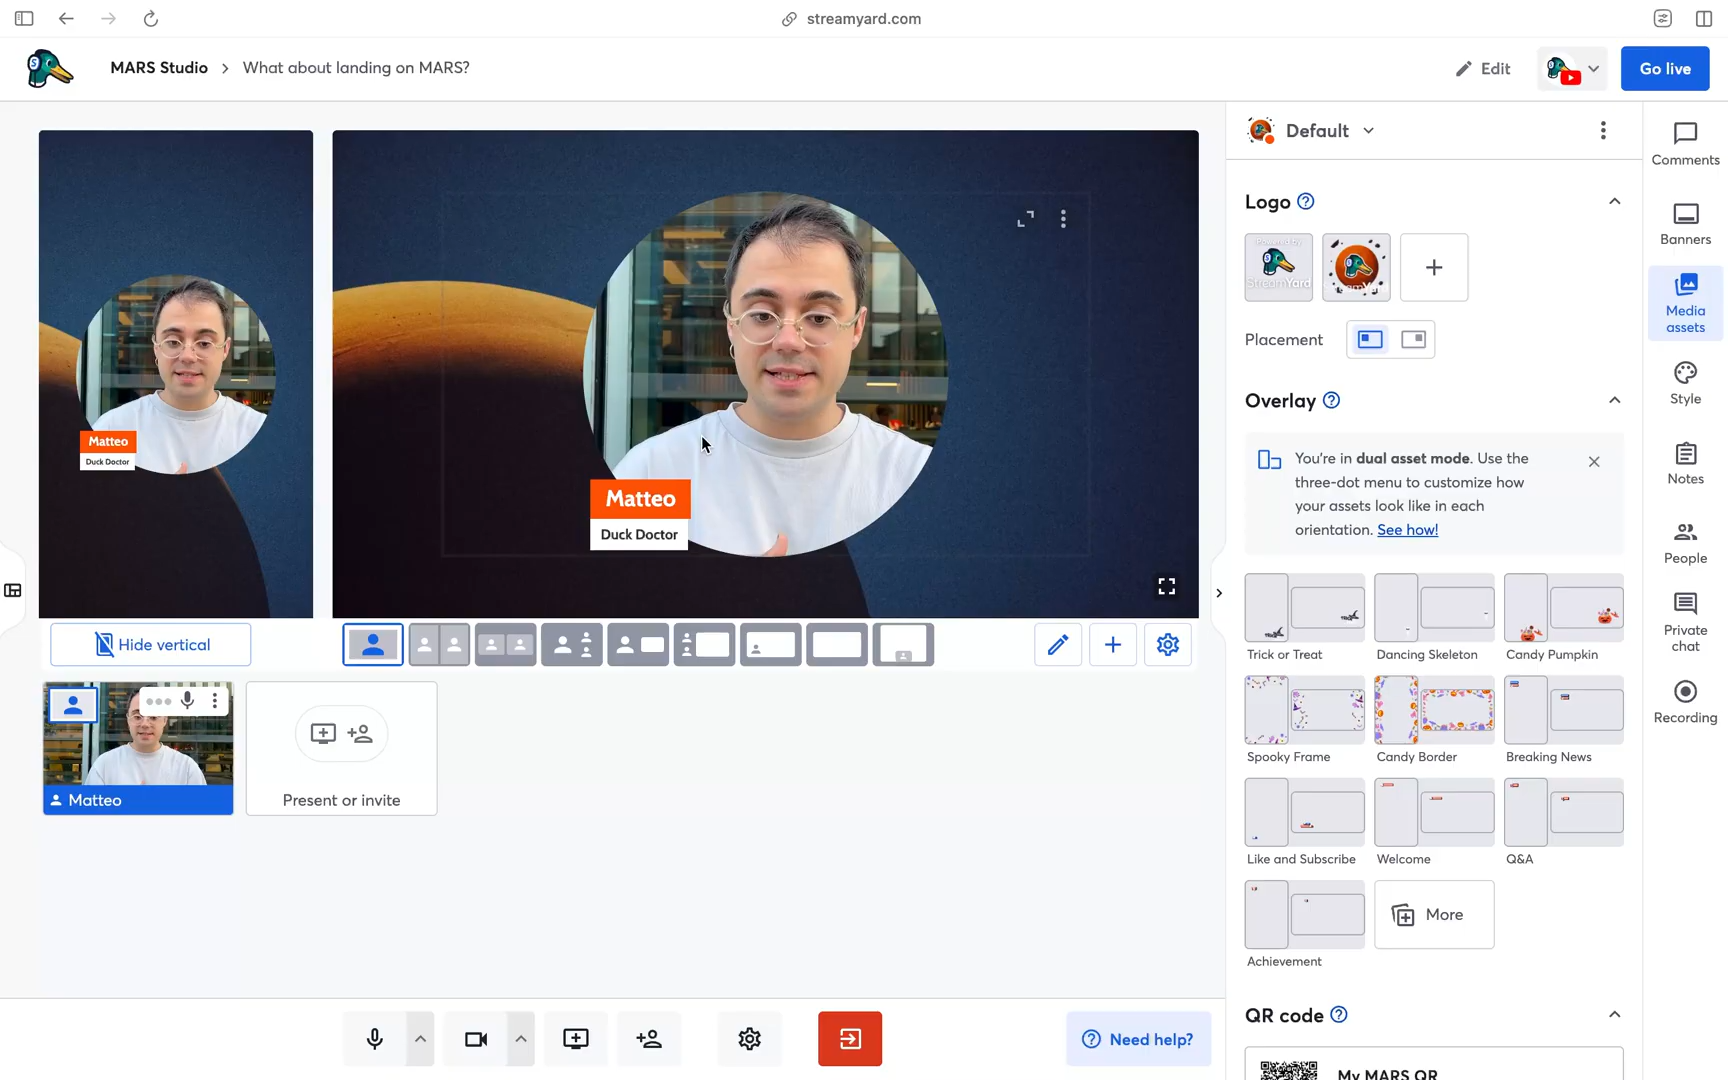 streamyard.com
MARS Studio
What about landing on MARS?
Edit
Go live
Matteo
Duck Doctor
Matteo
Duck Doctor
Hide vertical
Matteo
Present or invite
Need help?
Default
Logo
Powered by
StreamYard
Placement
Overlay
You're in dual asset mode. Use the
three-dot menu to customize how
your assets look like in each
orientation. See how!
Trick or Treat
Dancing Skeleton
Candy Pumpkin
Spooky Frame
Candy Border
Breaking News
Like and Subscribe
Welcome
Q&A
Achievement
More
QR code
My MARS QR
Comments
Banners
Media
assets
Style
Notes
People
Private
chat
Recording